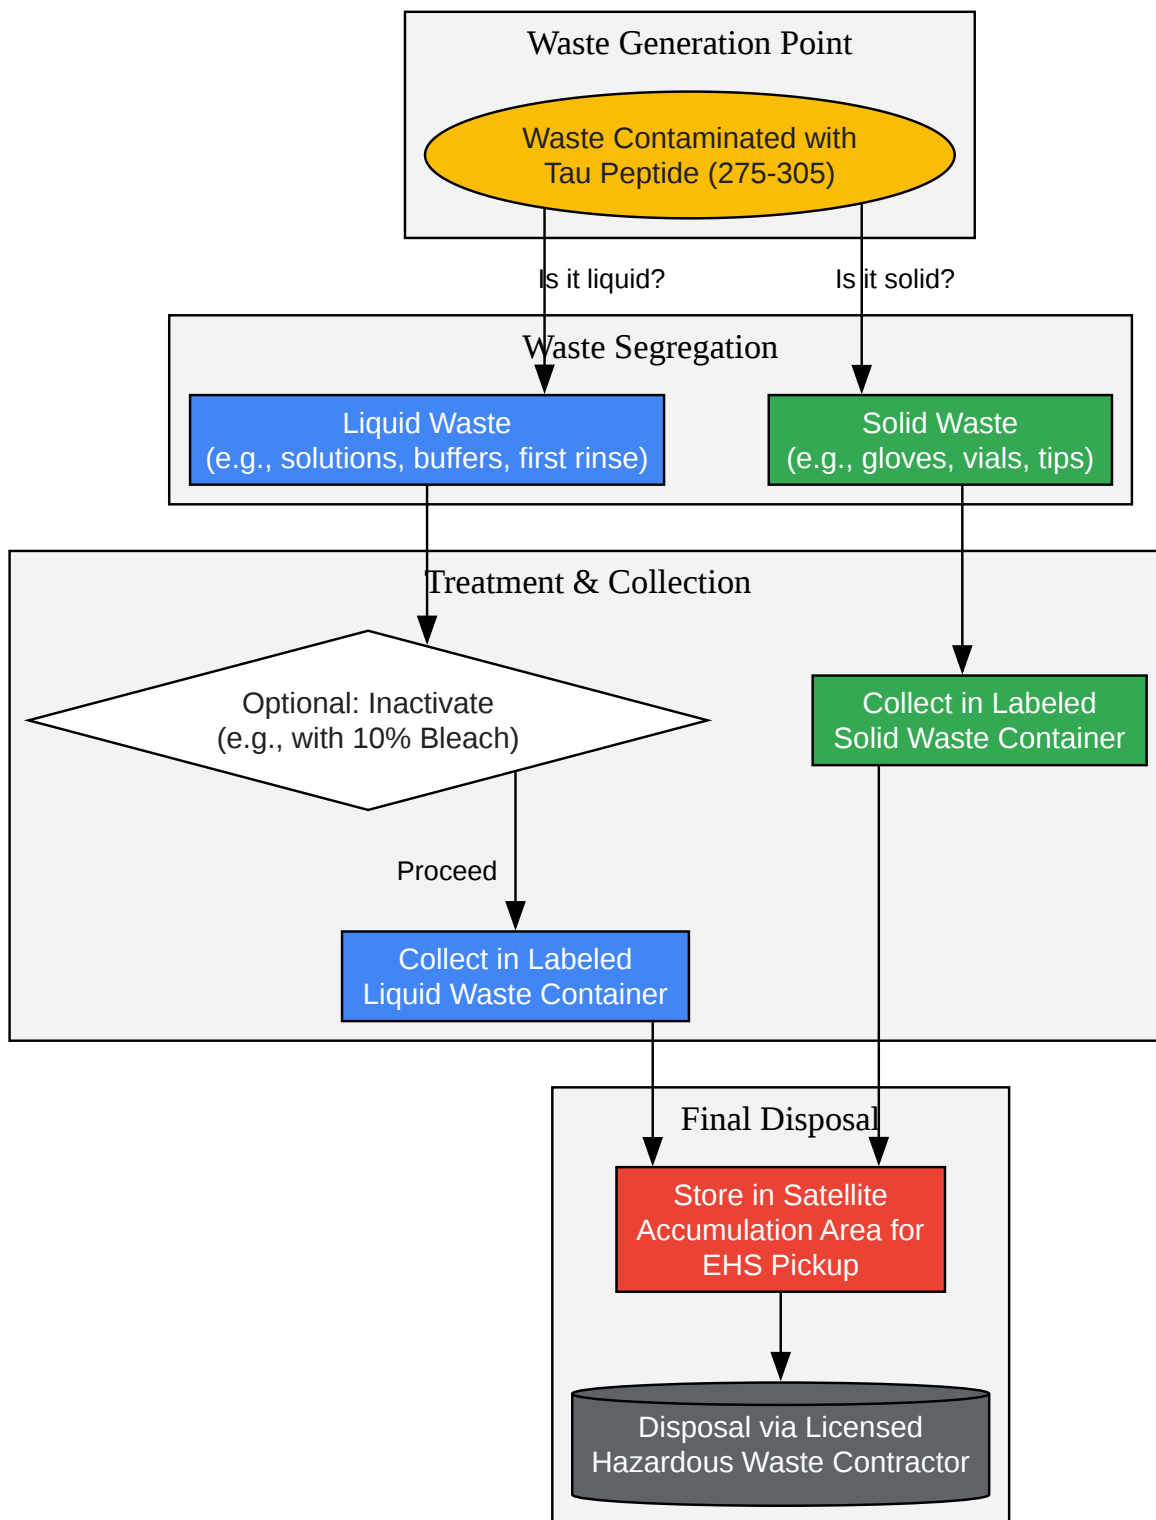 Waste Generation Point
Waste Contaminated with
Tau Peptide (275-305)
Is it liquid?
Is it solid?
Waste Segregation
Liquid Waste
(e.g., solutions, buffers, first rinse)
Solid Waste
(e.g., gloves, vials, tips)
Treatment & Collection
Optional: Inactivate
(e.g., with 10% Bleach)
Collect in Labeled
Solid Waste Container
Proceed
Collect in Labeled
Liquid Waste Container
Final Disposal
Store in Satellite
Accumulation Area for
EHS Pickup
Disposal via Licensed
Hazardous Waste Contractor